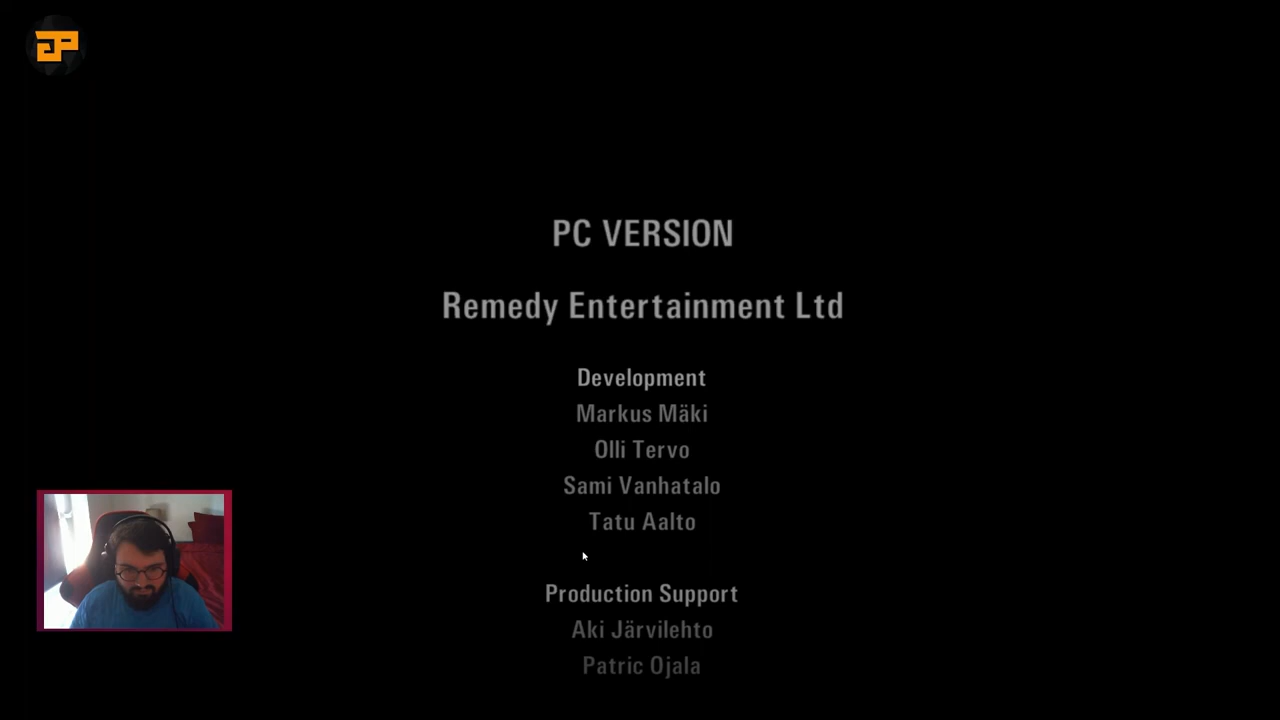 JP
PC VERSION
Remedy Entertainment Ltd
Development
Markus Mäki
Olli Tervo
Sami Vanhatalo
Tatu Aalto
Production Support
Aki Järvilehto
Patric Ojala